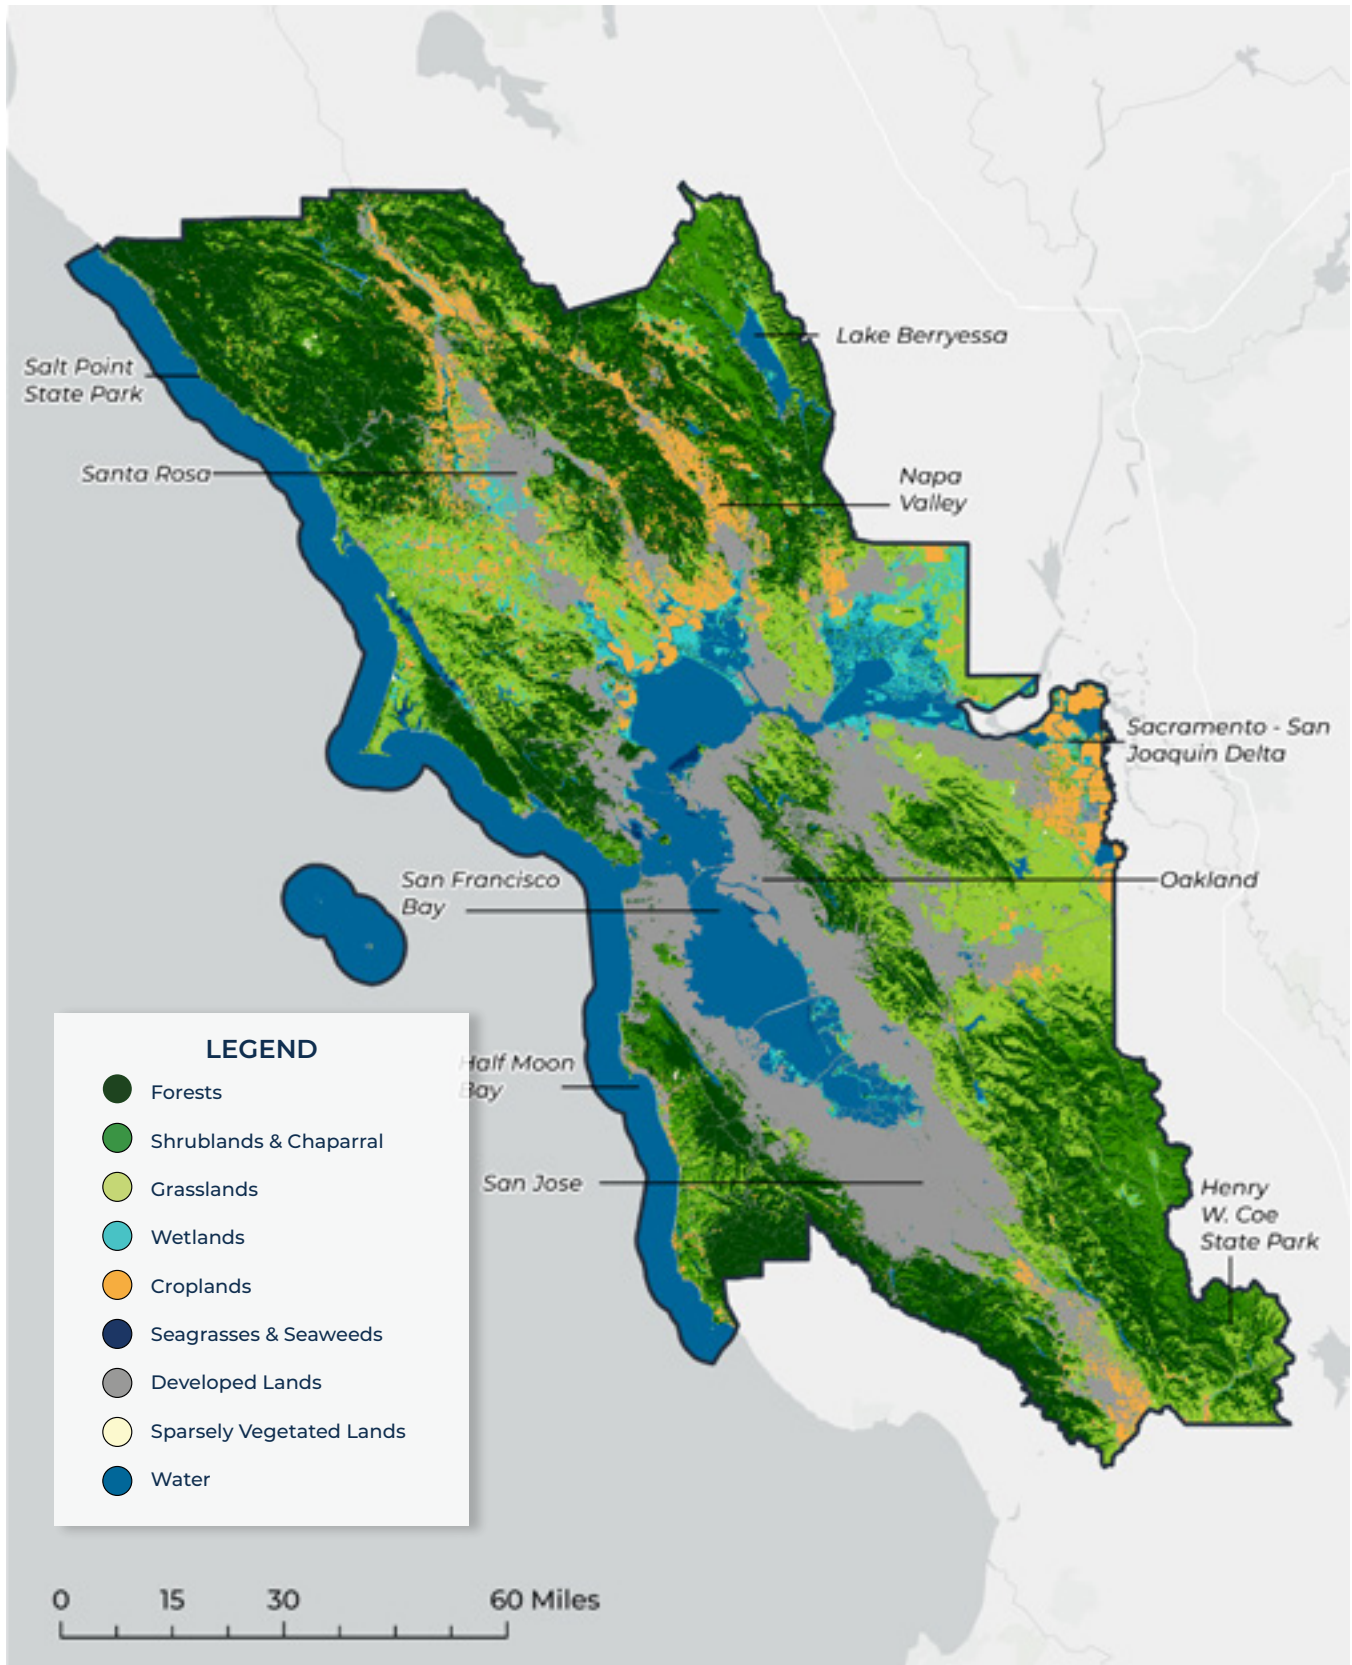 Lake Berryessa
Salt Point
State Park
Santa Rosa
Napa
Valley
Sacramento - San
Joaquin Delta
San Francisco
Bay
Oakland
Half Moon
Bay
San Jose
Henry
W. Coe
State Park
LEGEND
Forests
Shrublands & Chaparral
Grasslands
Wetlands
Croplands
Seagrasses & Seaweeds
Developed Lands
Sparsely Vegetated Lands
Water
0 15 30 60 Miles